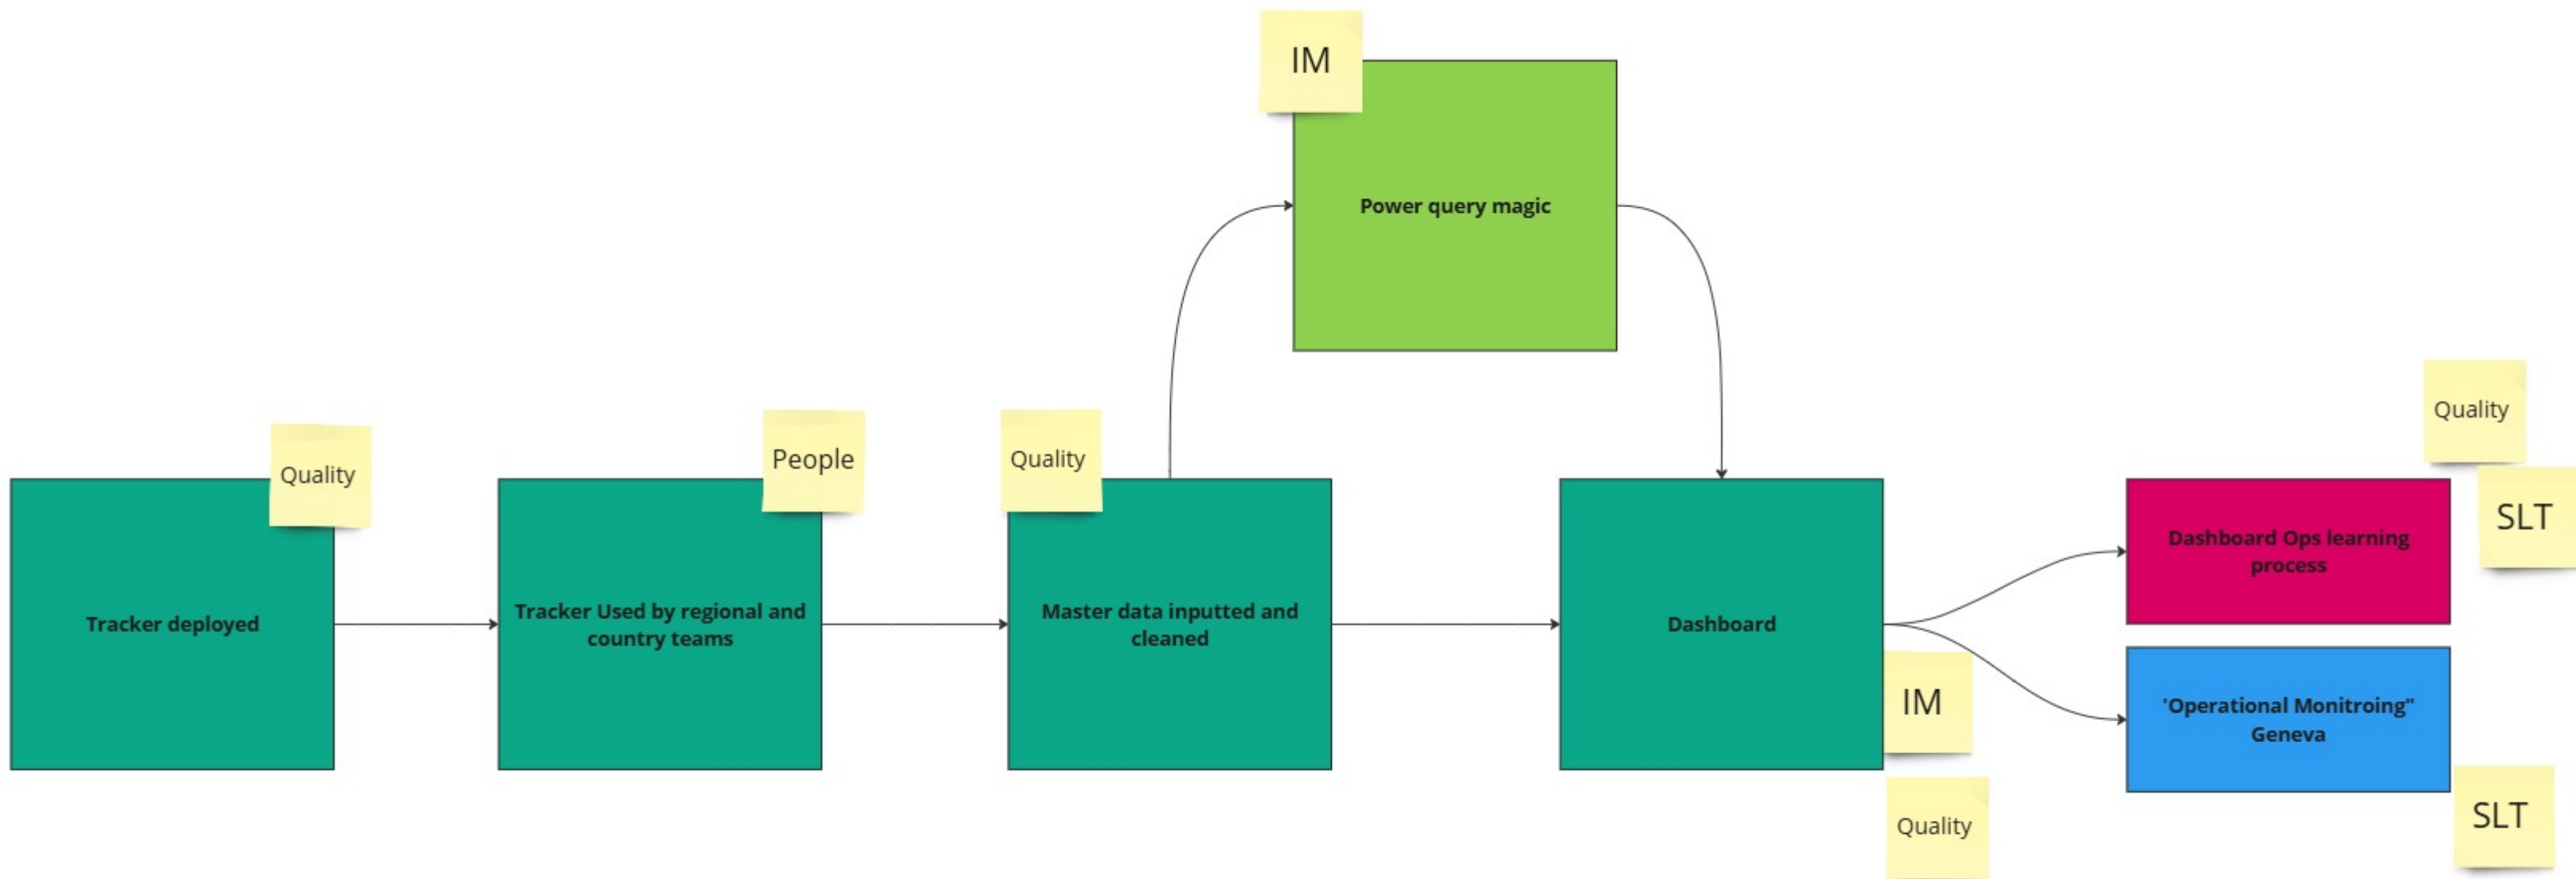 IM
Power query magic
Quality
Tracker deployed
People
Tracker Used by regional and
country teams
Quality
Master data inputted and
cleaned
Dashboard
IM
Quality
Quality
SLT
Dashboard Ops learning
process
'Operational Monitroing"
Geneva
SLT